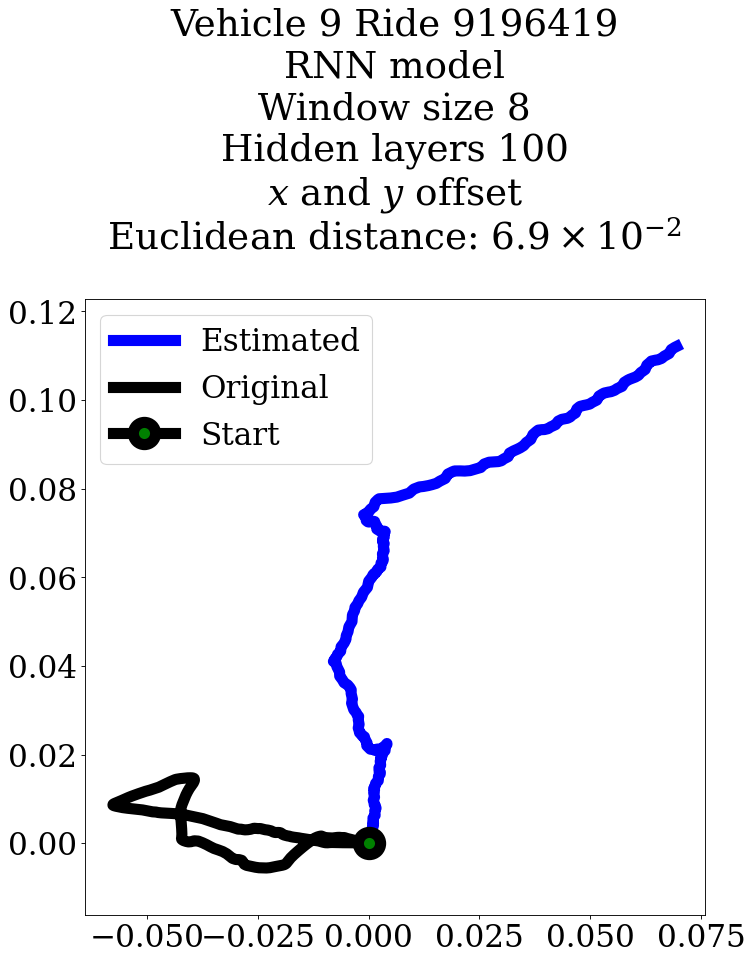 Vehicle 9 Ride 9196419
RNN model
Window size 8
Hidden layers 100
x and y offset
Euclidean distance: 6.9 × 10⁻²
0.12
0.10
0.08
0.06
0.04
0.02
0.00
Estimated
Original
Start
−0.050 −0.025 0.000 0.025 0.050 0.075